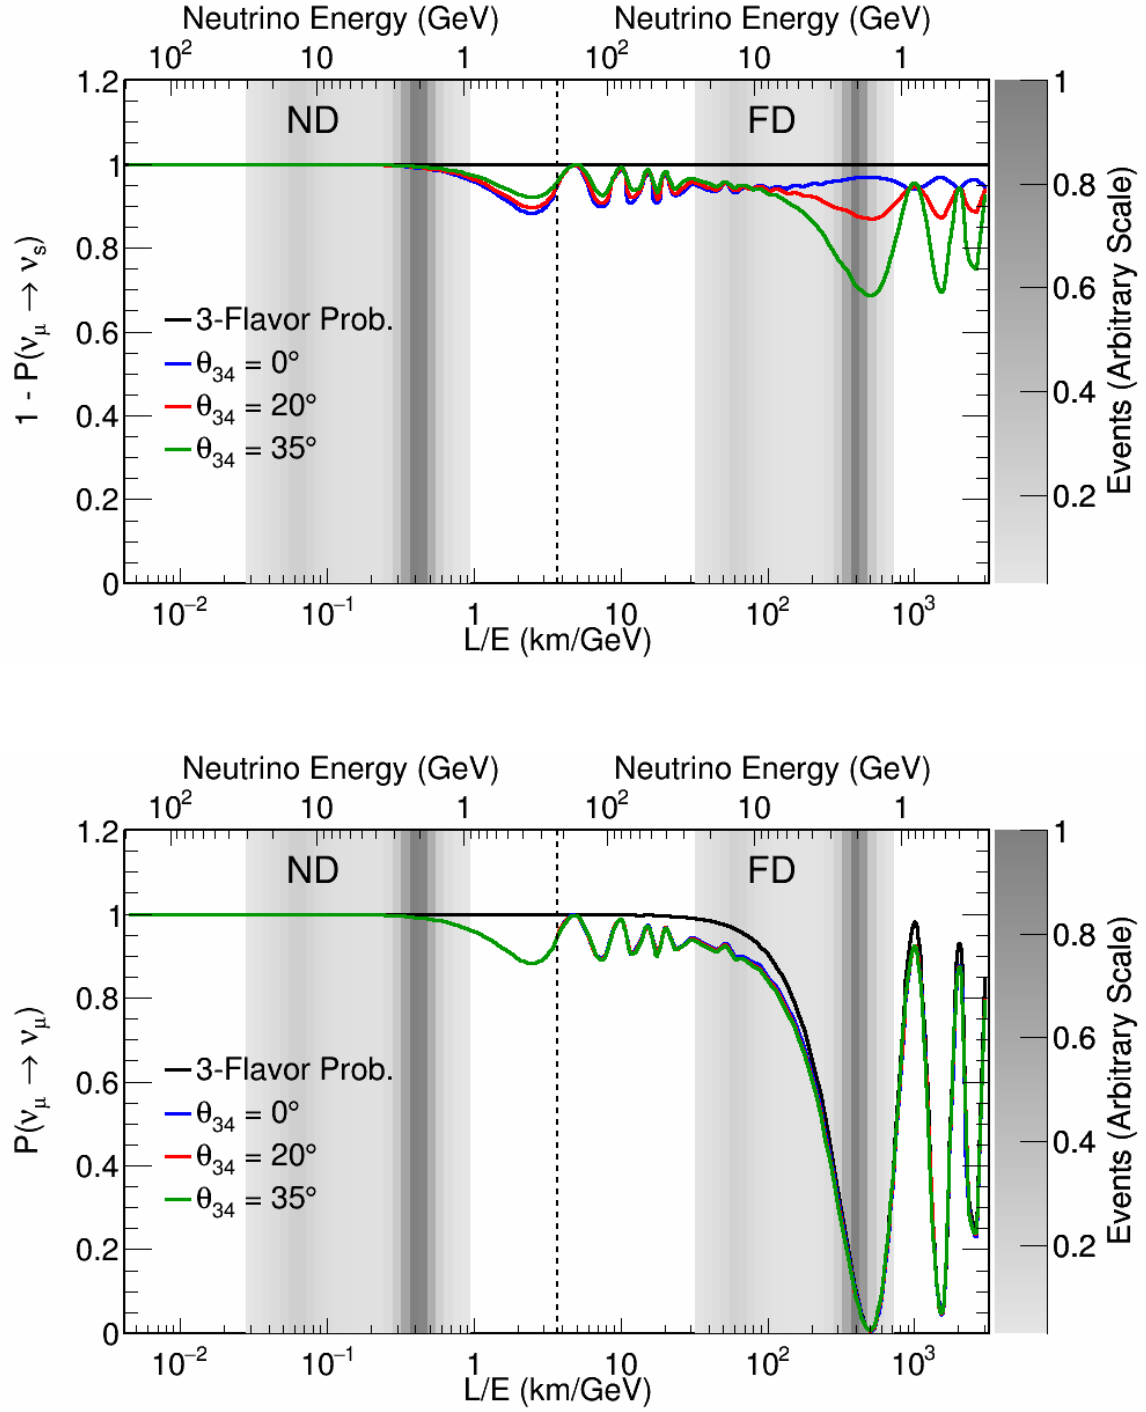 Neutrino Energy (GeV) Neutrino Energy (GeV)
10² 10 1 10² 10 1
1.2 ND FD 1
1
0.8 0.8
0.6 0.6
0.4 0.4
0.2 0.2
0
1 - P(νμ → νs)
Events (Arbitrary Scale)
3-Flavor Prob.
θ34 = 0°
θ34 = 20°
θ34 = 35°
10⁻² 10⁻¹ 1 10 10² 10³
L/E (km/GeV)
Neutrino Energy (GeV) Neutrino Energy (GeV)
10² 10 1 10² 10 1
1.2 ND FD 1
1
0.8 0.8
0.6 0.6
0.4 0.4
0.2 0.2
0
P(νμ → νμ)
Events (Arbitrary Scale)
3-Flavor Prob.
θ34 = 0°
θ34 = 20°
θ34 = 35°
10⁻² 10⁻¹ 1 10 10² 10³
L/E (km/GeV)